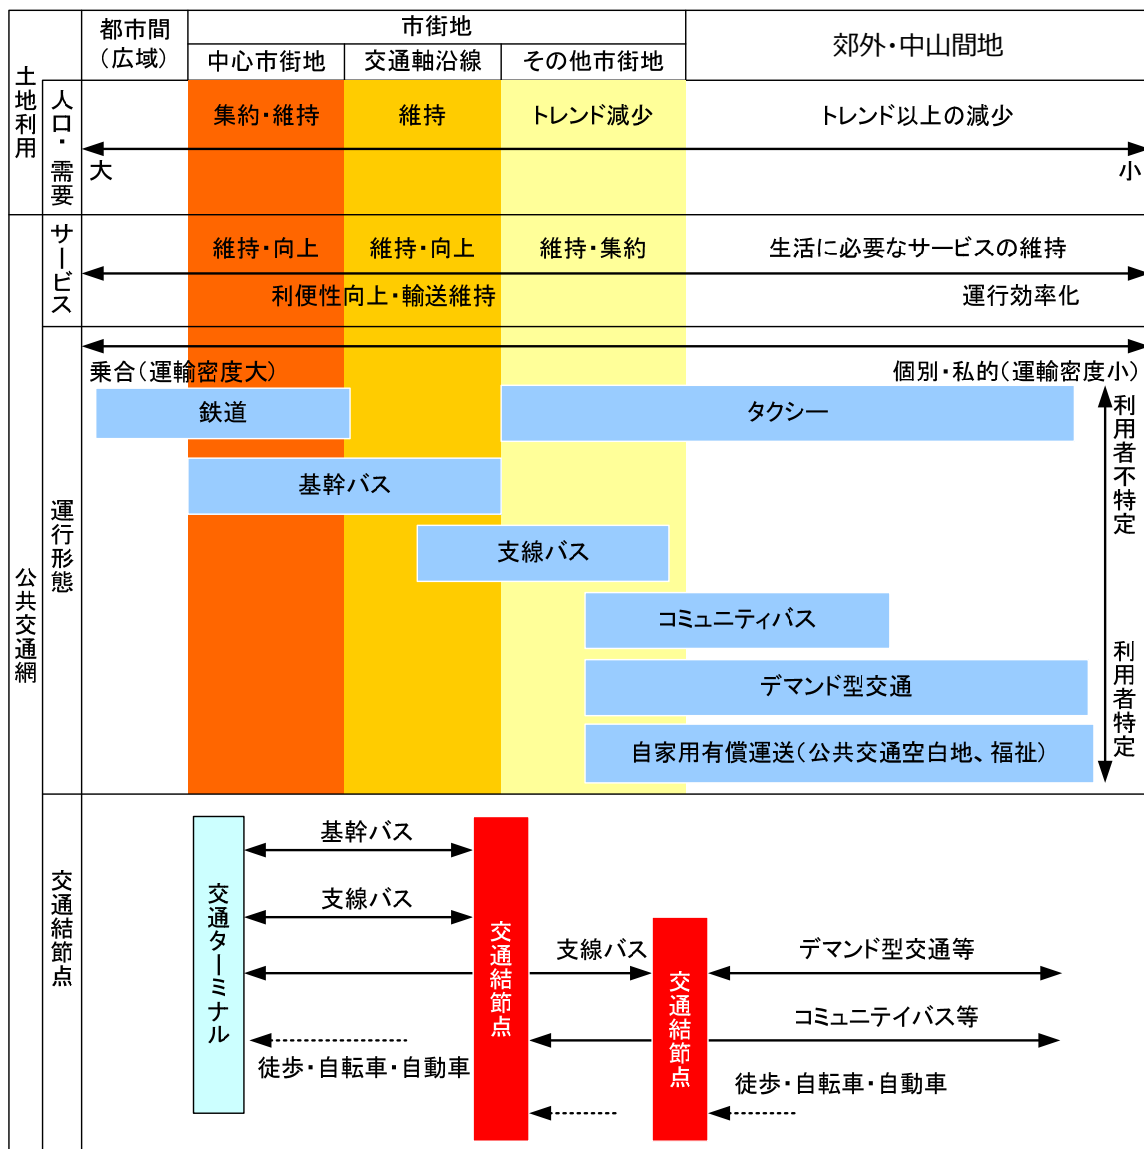 土地利用
都市間
（広域）
市街地
中心市街地
交通軸沿線
その他市街地
郊外・中山間地
人口・需要
集約・維持
維持
トレンド減少
トレンド以上の減少
大
小
公共交通網
サービス
維持・向上
維持・向上
維持・集約
生活に必要なサービスの維持
利便性向上・輸送維持
運行効率化
運行形態
乗合（運輸密度大）
個別・私的（運輸密度小）
鉄道
タクシー
利用者不特定
基幹バス
支線バス
コミュニティバス
デマンド型交通
利用者特定
自家用有償運送（公共交通空白地、福祉）
交通結節点
交通ターミナル
基幹バス
支線バス
交通結節点
支線バス
交通結節点
デマンド型交通等
コミュニテイバス等
徒歩・自転車・自動車
徒歩・自転車・自動車